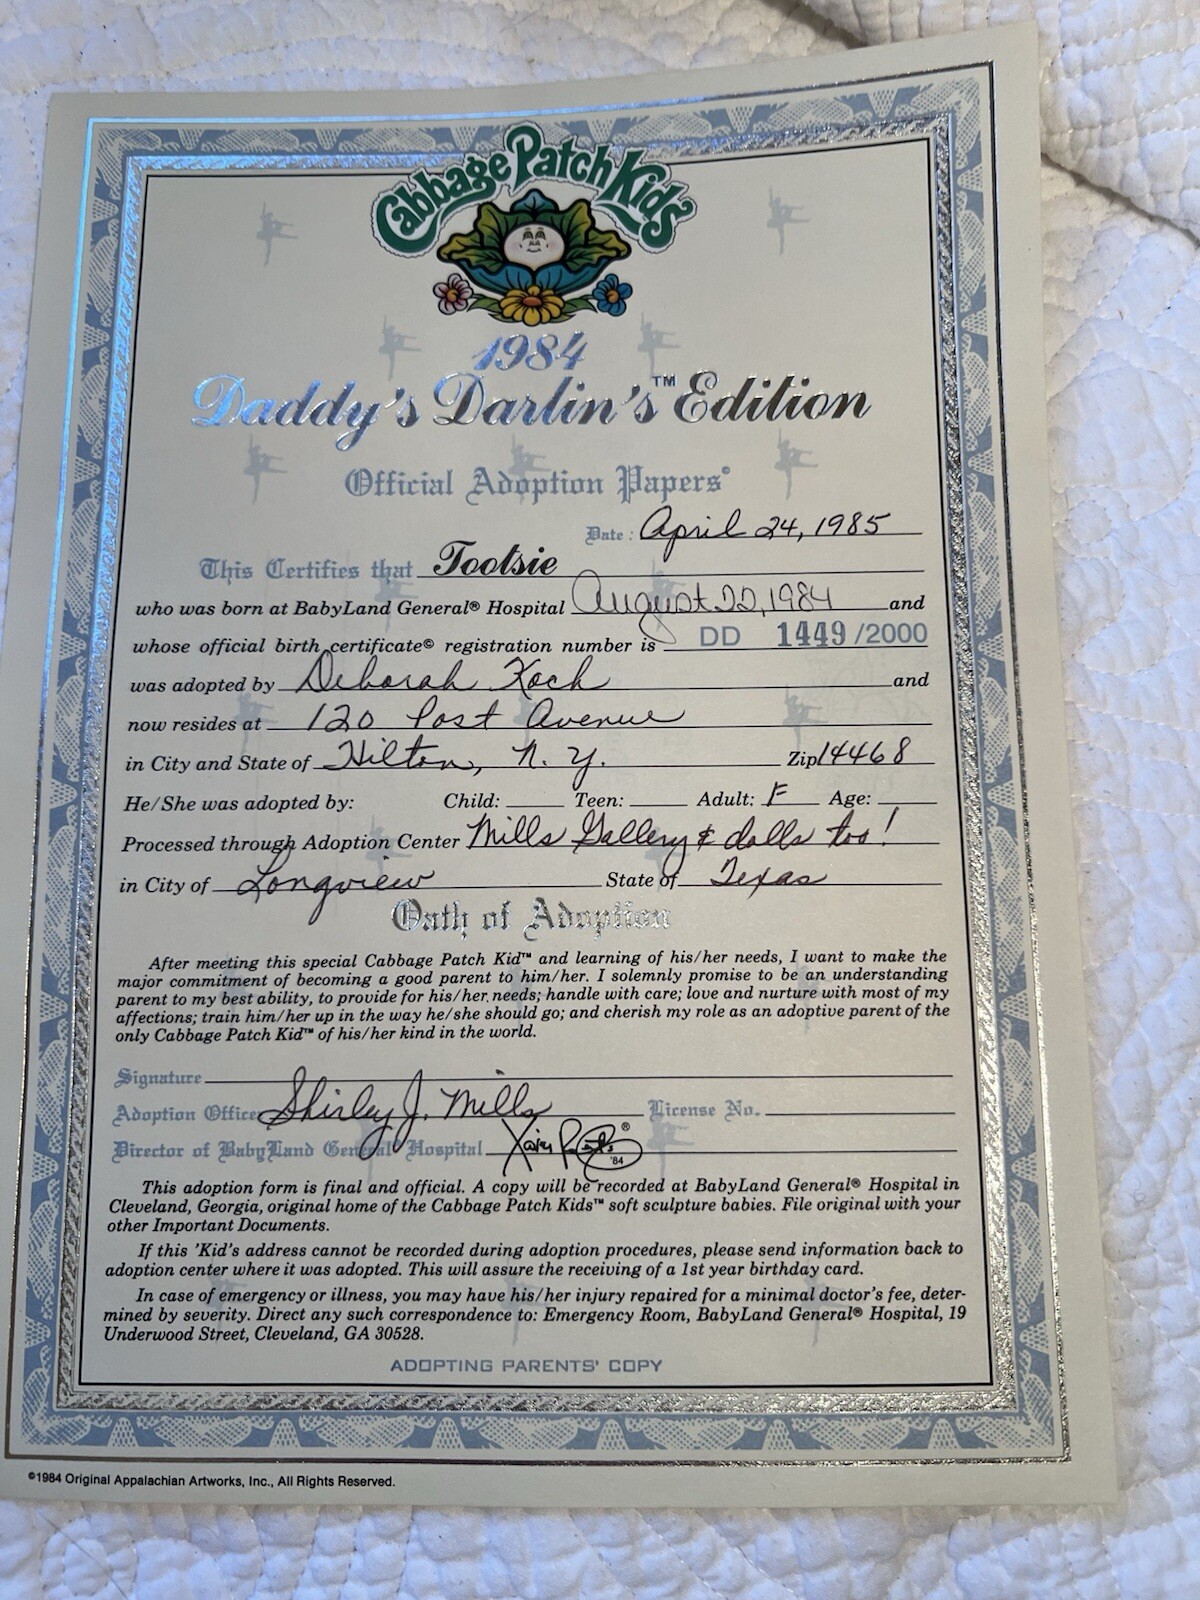 Cabbage Patch Kids
1984
Daddy's Darlin's™ Edition
Official Adoption Papers®
Date: April 24, 1985
This Certifies that Tootsie
who was born at BabyLand General® Hospital August 22, 1984 and
whose official birth certificate© registration number is DD 1449/2000
was adopted by Deborah Koch and
now resides at 120 Post Avenue
in City and State of Hilton, N.Y. Zip 14468
He/She was adopted by: Child: Teen: Adult: F Age:
Processed through Adoption Center Mills Gallery & dolls too!
in City of Longview State of Texas
Oath of Adoption
After meeting this special Cabbage Patch Kid™ and learning of his/her needs, I want to make the
major commitment of becoming a good parent to him/her. I solemnly promise to be an understanding
parent to my best ability, to provide for his/her needs; handle with care; love and nurture with most of my
affections; train him/her up in the way he/she should go; and cherish my role as an adoptive parent of the
only Cabbage Patch Kid™ of his/her kind in the world.
Signature
Adoption Officer Shirley J. Mills License No.
Director of BabyLand General Hospital Xavier Roberts ® '84
This adoption form is final and official. A copy will be recorded at BabyLand General® Hospital in
Cleveland, Georgia, original home of the Cabbage Patch Kids™ soft sculpture babies. File original with your
other Important Documents.
If this 'Kid's address cannot be recorded during adoption procedures, please send information back to
adoption center where it was adopted. This will assure the receiving of a 1st year birthday card.
In case of emergency or illness, you may have his/her injury repaired for a minimal doctor's fee, deter-
mined by severity. Direct any such correspondence to: Emergency Room, BabyLand General® Hospital, 19
Underwood Street, Cleveland, GA 30528.
ADOPTING PARENTS' COPY
©1984 Original Appalachian Artworks, Inc., All Rights Reserved.